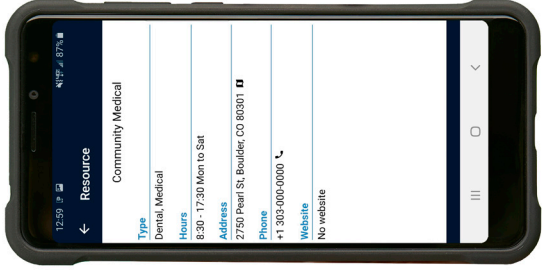 12:59
87%
Resource
Community Medical
Type
Dental, Medical
Hours
8:30 - 17:30 Mon to Sat
Address
2750 Pearl St, Boulder, CO 80301
Phone
+1 303-000-0000
Website
No website